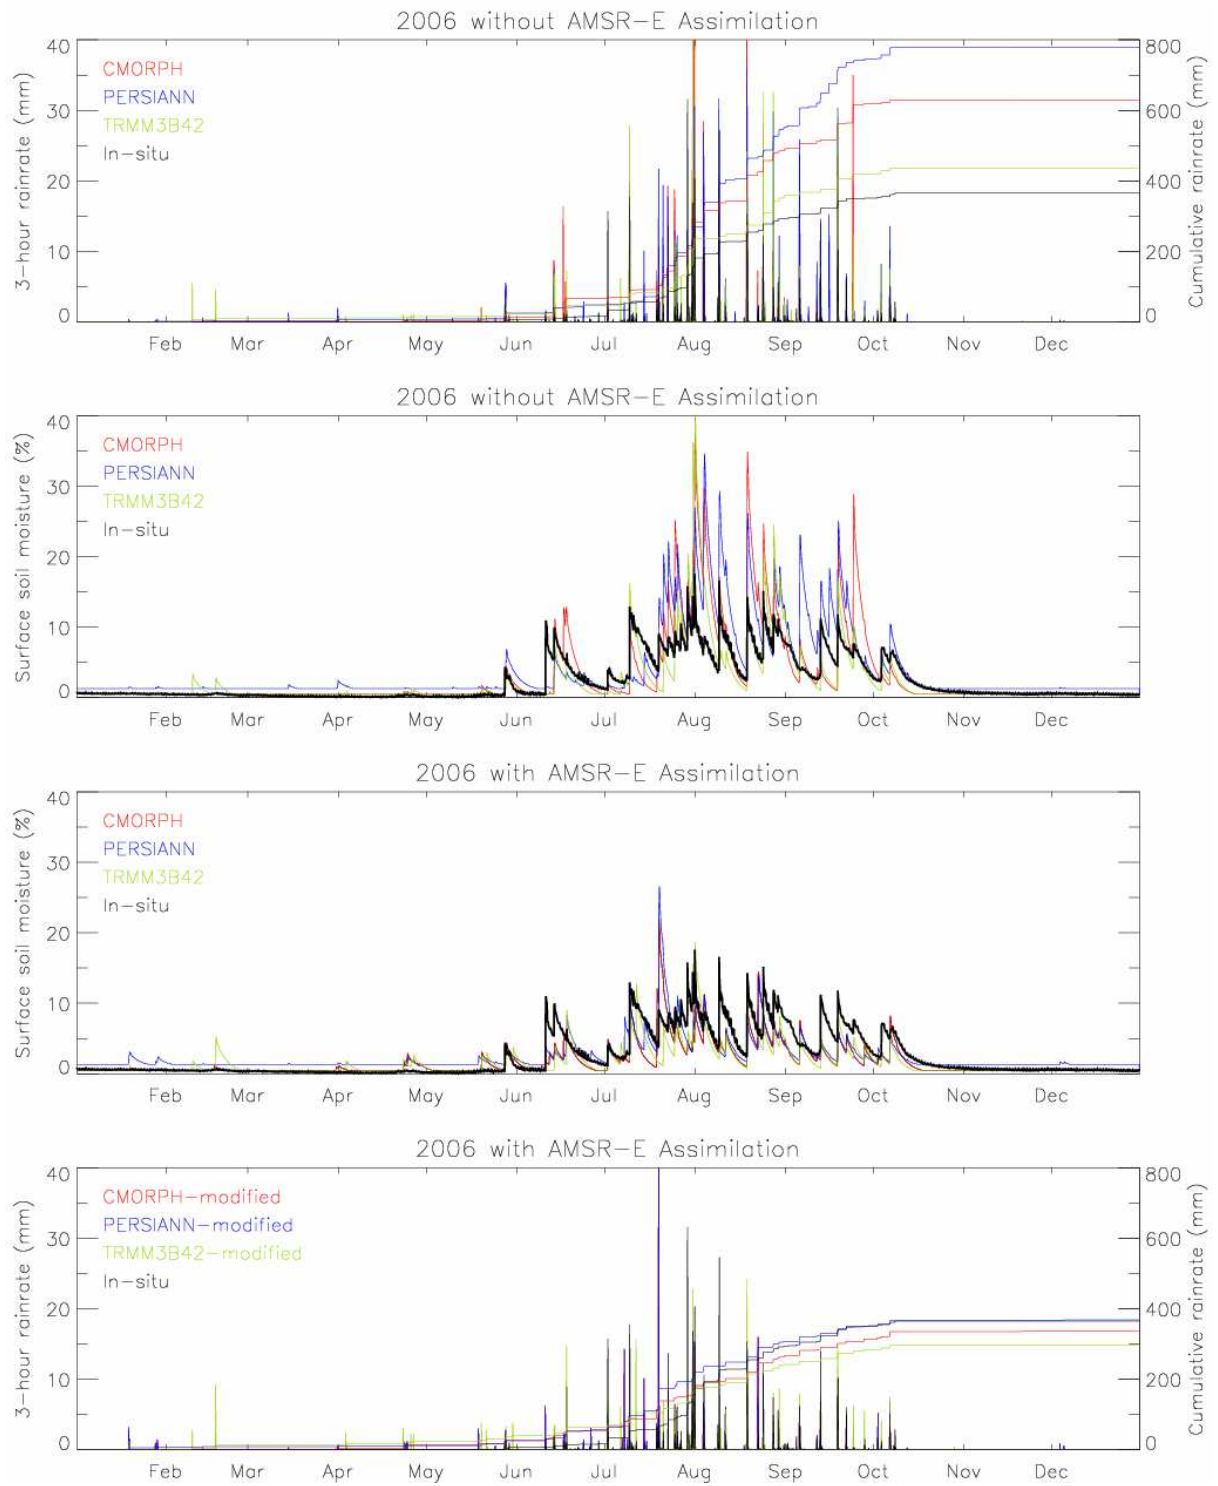 2006 without AMSR-E Assimilation
3-hour rainrate (mm)
40
30
20
10
0
CMORPH
PERSIANN
TRMM3B42
In-situ
800
600
400
200
0
Cumulative rainrate (mm)
Feb Mar Apr May Jun Jul Aug Sep Oct Nov Dec
2006 without AMSR-E Assimilation
Surface soil moisture (%)
40
30
20
10
0
CMORPH
PERSIANN
TRMM3B42
In-situ
Feb Mar Apr May Jun Jul Aug Sep Oct Nov Dec
2006 with AMSR-E Assimilation
Surface soil moisture (%)
40
30
20
10
0
CMORPH
PERSIANN
TRMM3B42
In-situ
Feb Mar Apr May Jun Jul Aug Sep Oct Nov Dec
2006 with AMSR-E Assimilation
3-hour rainrate (mm)
40
30
20
10
0
CMORPH-modified
PERSIANN-modified
TRMM3B42-modified
In-situ
800
600
400
200
0
Cumulative rainrate (mm)
Feb Mar Apr May Jun Jul Aug Sep Oct Nov Dec